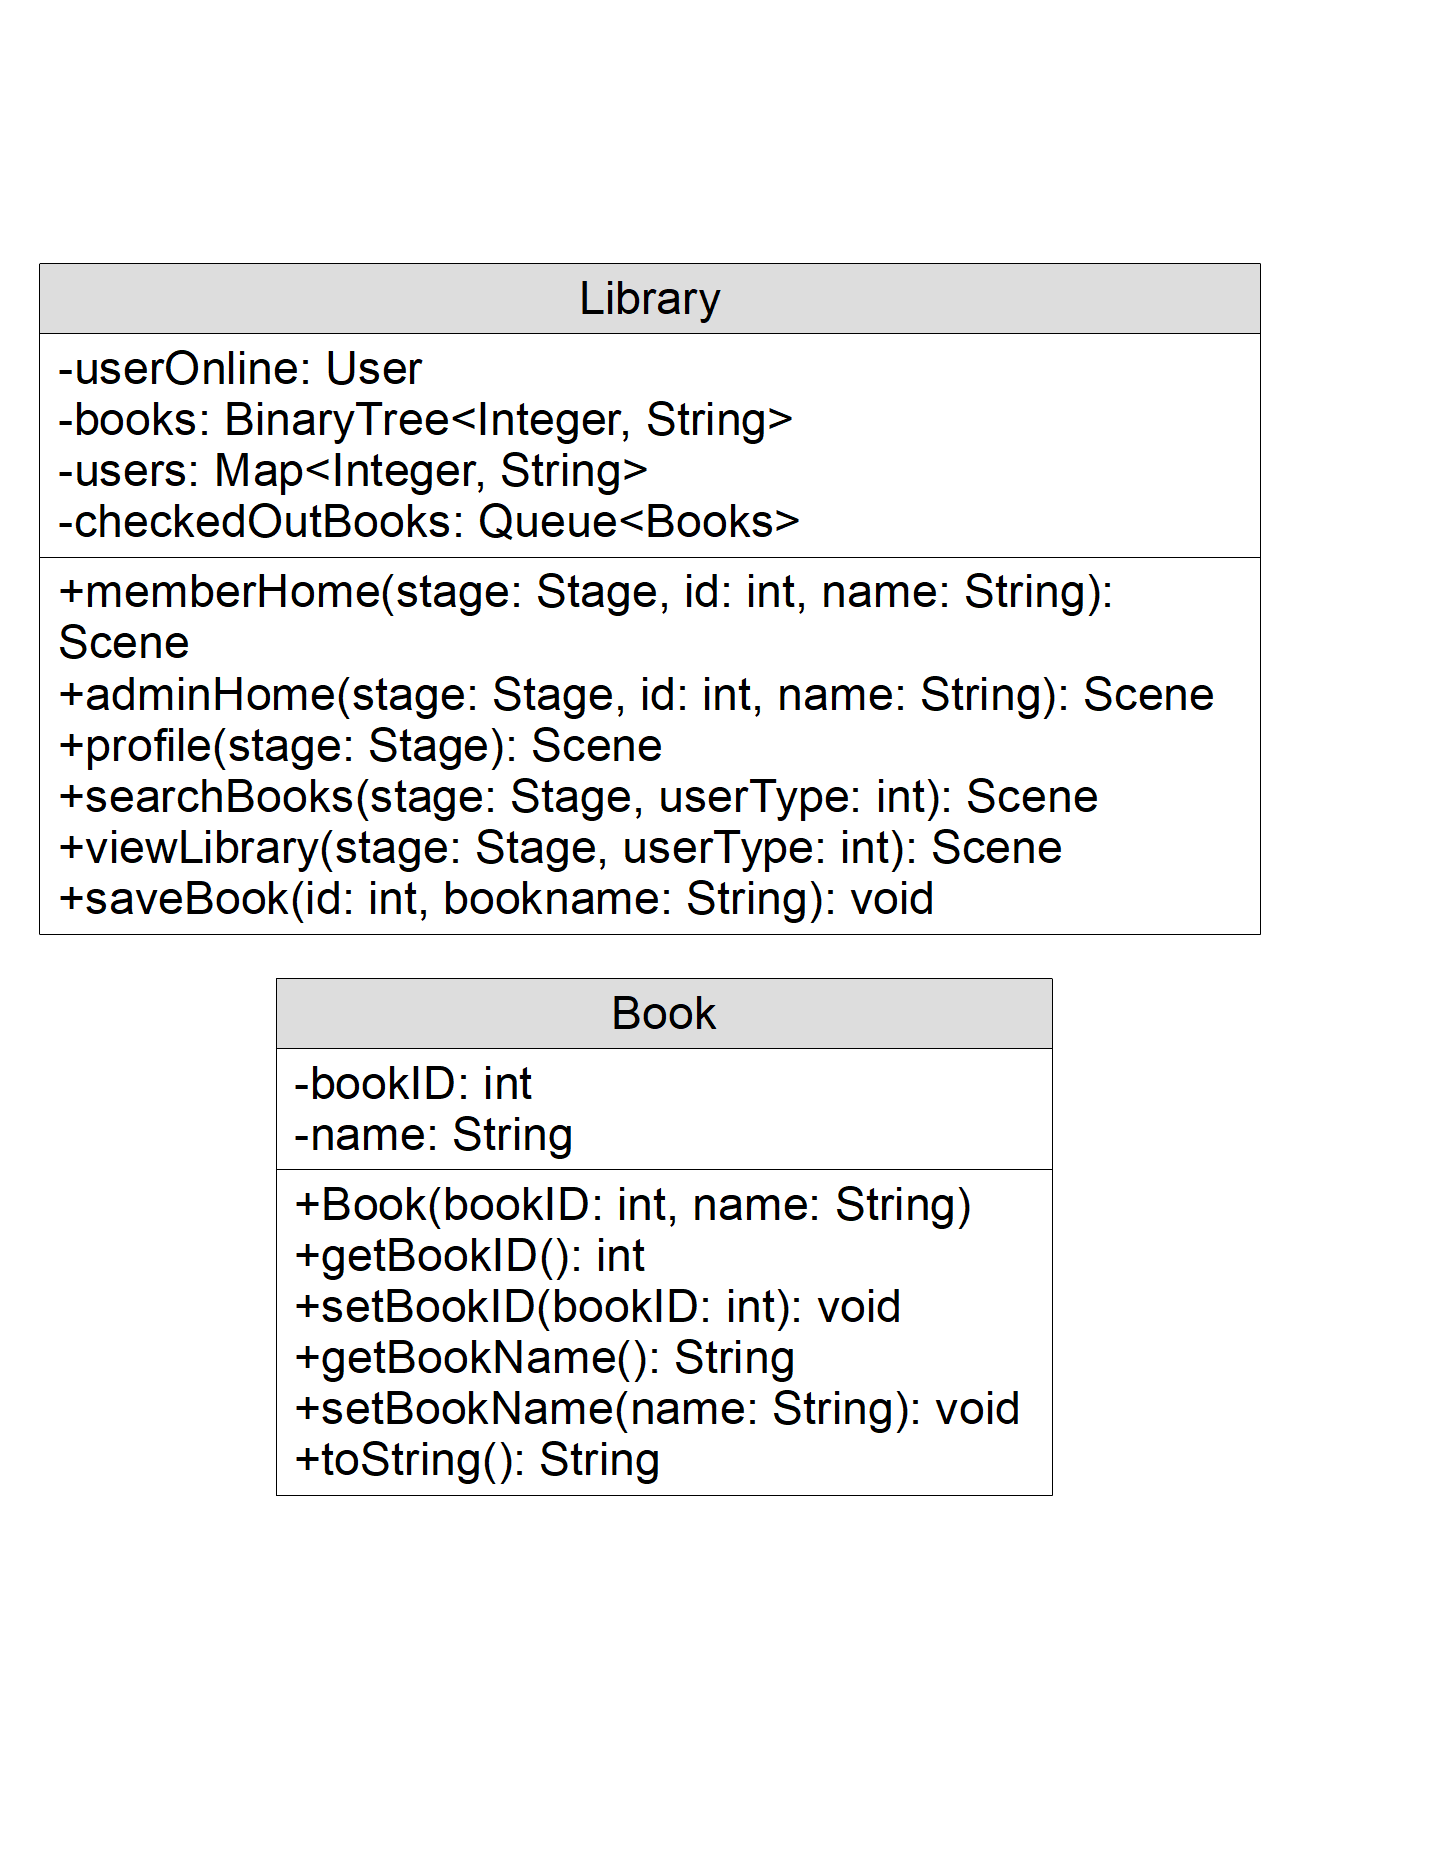 Library
-userOnline: User
-books: BinaryTree<Integer, String>
-users: Map<Integer, String>
-checkedOutBooks: Queue<Books>
+memberHome(stage: Stage, id: int, name: String):
Scene
+adminHome(stage: Stage, id: int, name: String): Scene
+profile(stage: Stage): Scene
+searchBooks(stage: Stage, userType: int): Scene
+viewLibrary(stage: Stage, userType: int): Scene
+saveBook(id: int, bookname: String): void
Book
-bookID: int
-name: String
+Book(bookID: int, name: String)
+getBookID(): int
+setBookID(bookID: int): void
+getBookName(): String
+setBookName(name: String): void
+toString(): String